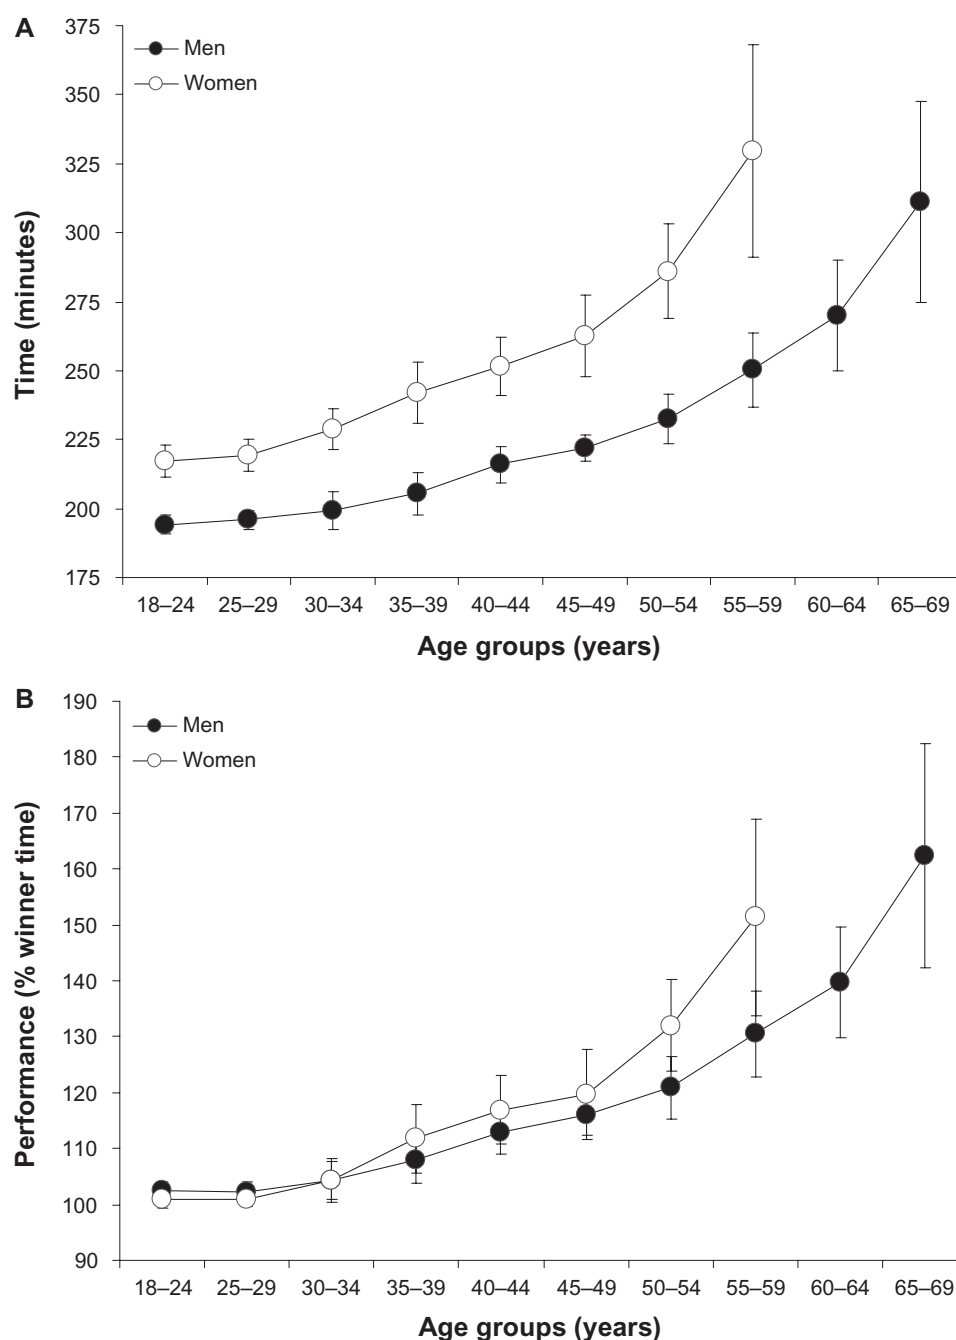 A
Men
Women
375
350
325
300
275
250
225
200
175
Time (minutes)
18–24 25–29 30–34 35–39 40–44 45–49 50–54 55–59 60–64 65–69
Age groups (years)
B
Men
Women
190
180
170
160
150
140
130
120
110
100
90
Performance (% winner time)
18–24 25–29 30–34 35–39 40–44 45–49 50–54 55–59 60–64 65–69
Age groups (years)